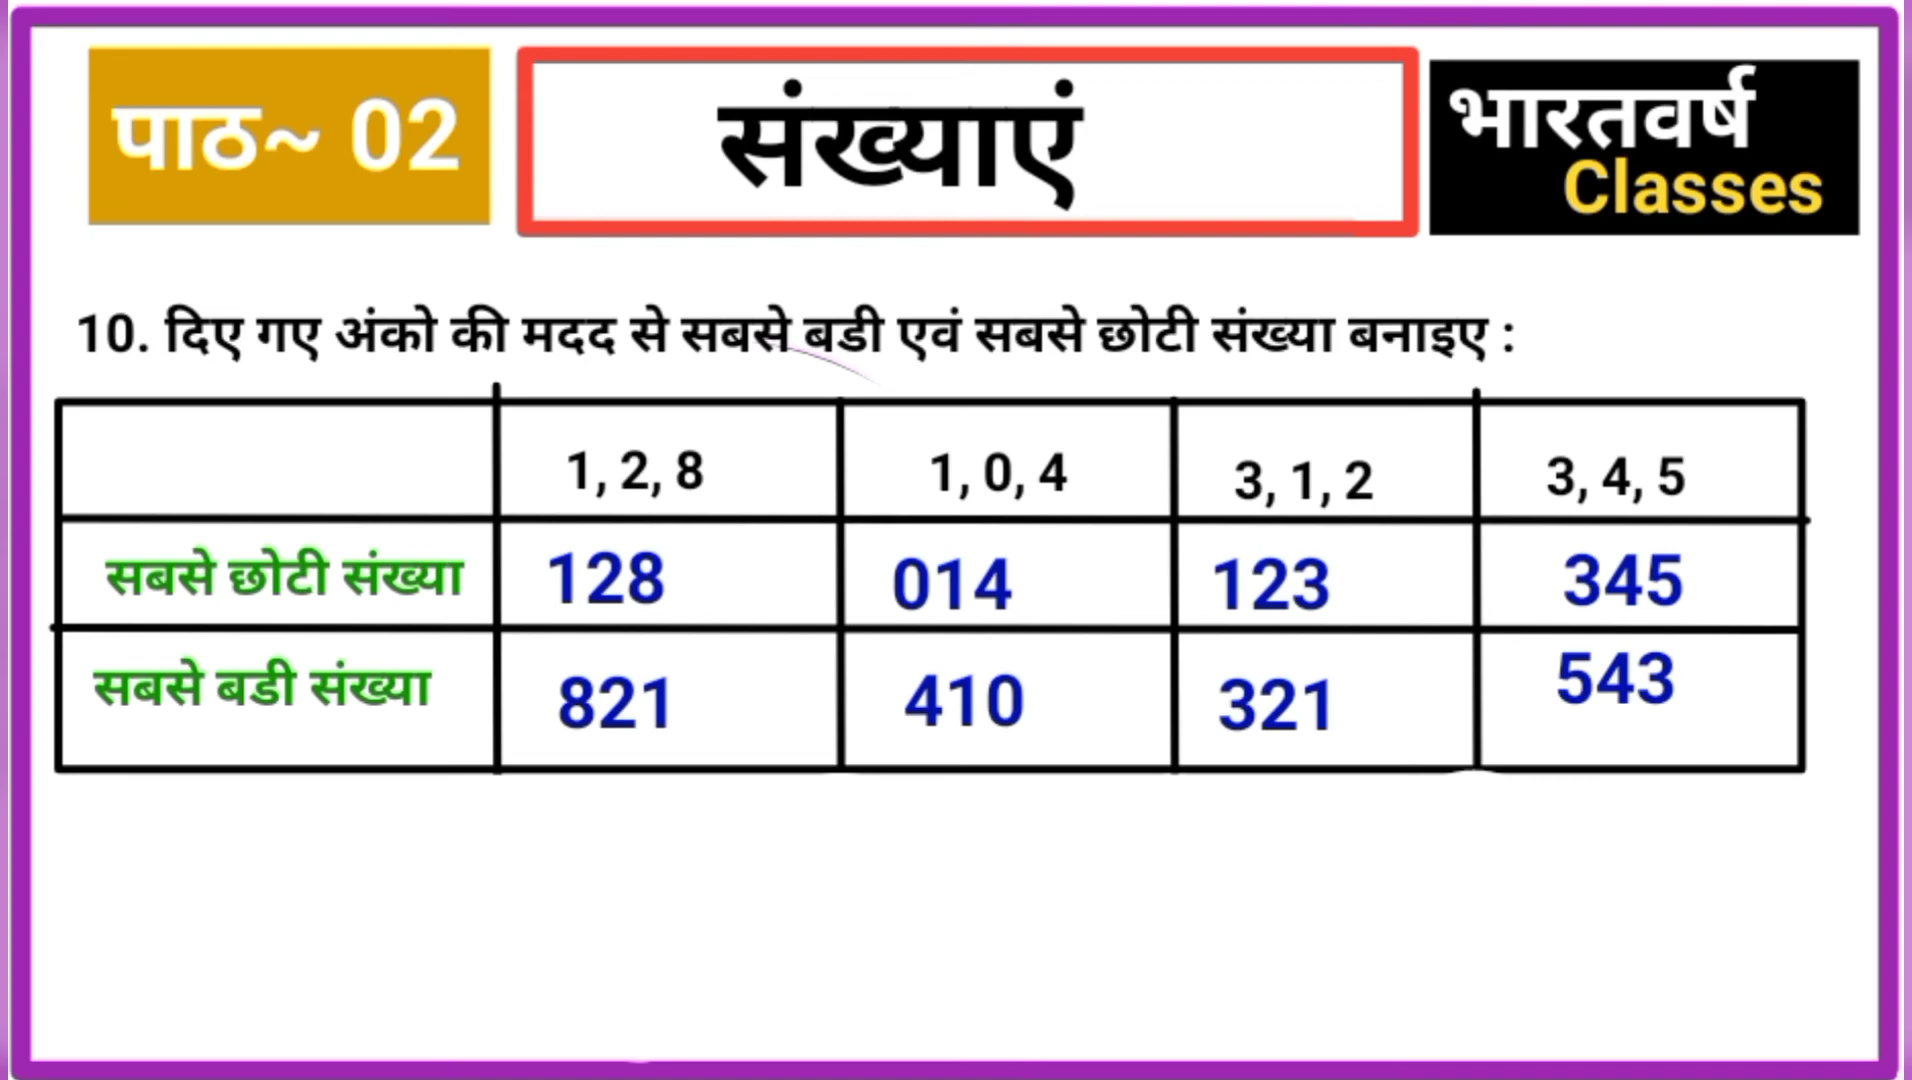 पाठ~ 02
संख्याएं
भारतवर्ष
Classes
10. दिए गए अंको की मदद से सबसे बडी एवं सबसे छोटी संख्या बनाइए :
1, 2, 8 1, 0, 4 3, 1, 2 3, 4, 5
सबसे छोटी संख्या 128 014 123 345
सबसे बडी संख्या 821 410 321 543